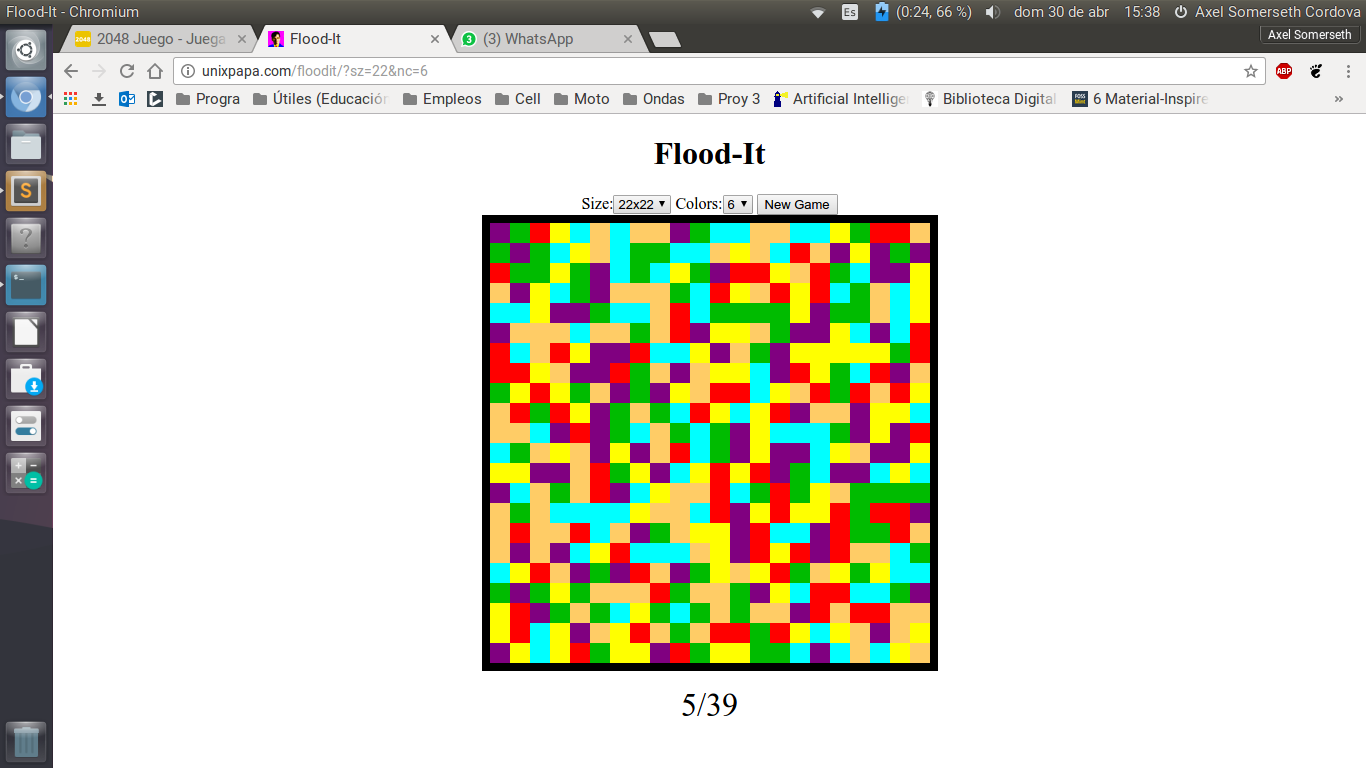 Flood-It - Chromium
Es
(0:24, 66 %)
dom 30 de abr
15:38
Axel Somerseth Cordova
2048
2048 Juego - Juega
Flood-It
3
(3) WhatsApp
Axel Somerseth
unixpapa.com/floodit/?sz=22&nc=6
ABP
Progra
Útiles (Educación
Empleos
Cell
Moto
Ondas
Proy 3
Artificial Intellige
Biblioteca Digital
6 Material-Inspire
»
Flood-It
Size: 22x22 Colors: 6 New Game
5/39